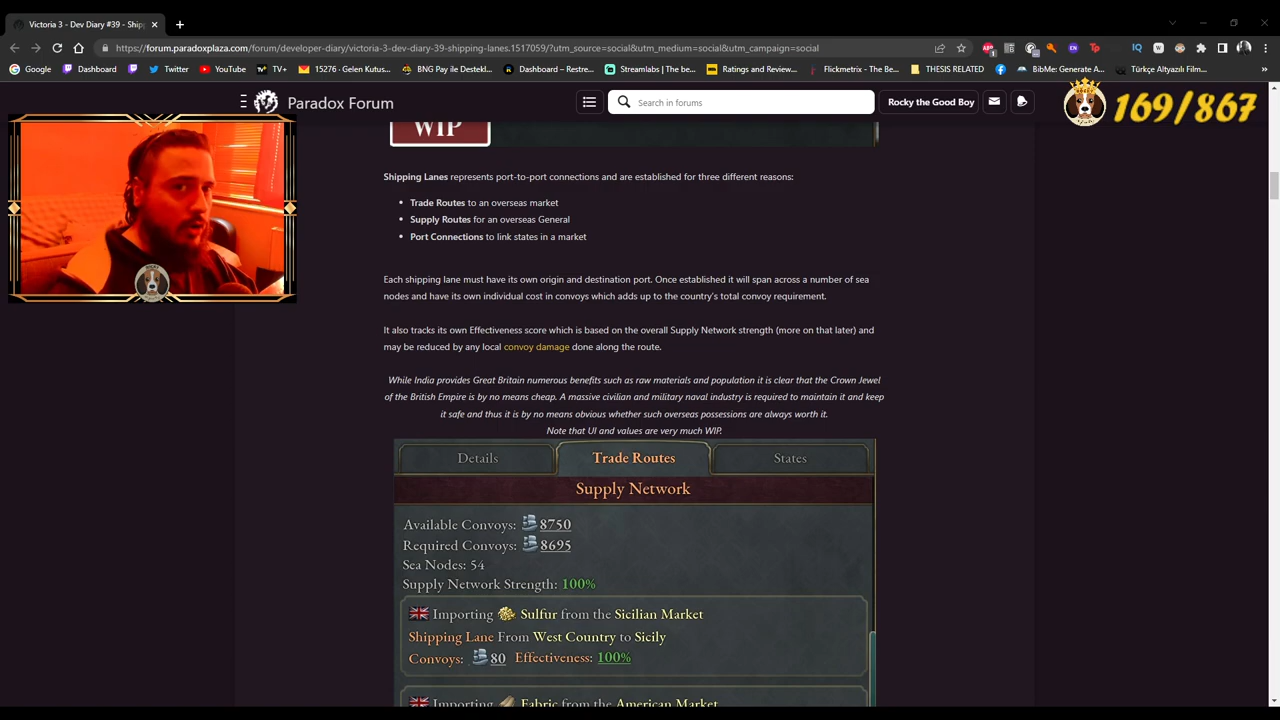 Victoria 3 - Dev Diary #39 - Ship
https://forum.paradoxplaza.com/forum/developer-diary/victoria-3-dev-diary-39-shipping-lanes.1517059/?utm_source=social&utm_medium=social&utm_campaign=social
Google Dashboard Twitter YouTube TV+ 15276 - Gelen Kutus... BNG Pay ile Destekl... Dashboard – Restre... Streamlabs | The be... Ratings and Review... Flickmetrix - The Be... THESIS RELATED BibMe: Generate A... Türkçe Altyazılı Film...
Paradox Forum
Search in forums
Rocky the Good Boy
169/867
WIP
Shipping Lanes represents port-to-port connections and are established for three different reasons:
Trade Routes to an overseas market
Supply Routes for an overseas General
Port Connections to link states in a market
Each shipping lane must have its own origin and destination port. Once established it will span across a number of sea
nodes and have its own individual cost in convoys which adds up to the country's total convoy requirement.
It also tracks its own Effectiveness score which is based on the overall Supply Network strength (more on that later) and
may be reduced by any local convoy damage done along the route.
While India provides Great Britain numerous benefits such as raw materials and population it is clear that the Crown Jewel
of the British Empire is by no means cheap. A massive civilian and military naval industry is required to maintain it and keep
it safe and thus it is by no means obvious whether such overseas possessions are always worth it.
Note that UI and values are very much WIP.
Details Trade Routes States
Supply Network
Available Convoys: 8750
Required Convoys: 8695
Sea Nodes: 54
Supply Network Strength: 100%
Importing Sulfur from the Sicilian Market
Shipping Lane From West Country to Sicily
Convoys: 80 Effectiveness: 100%
Importing Fabric from the American Market